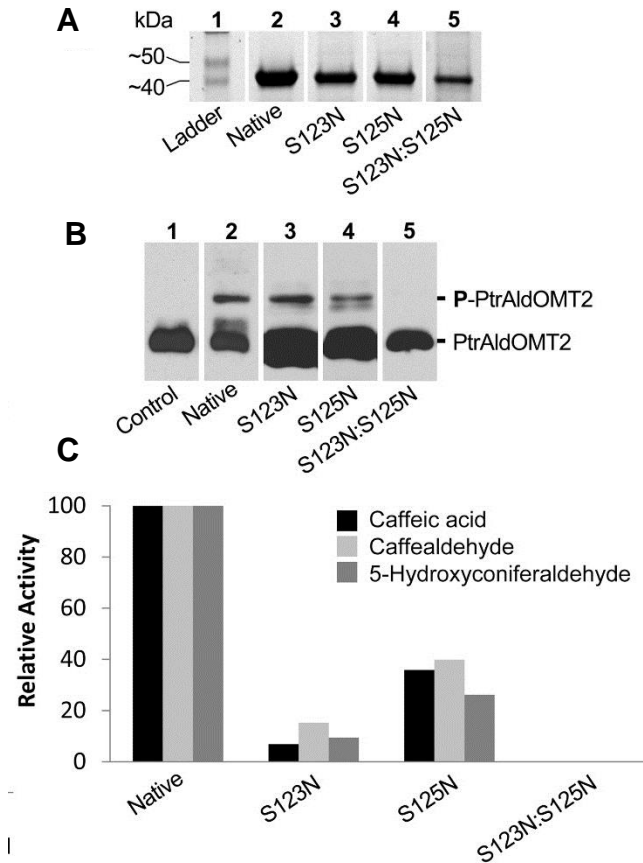 A
kDa 1 2 3 4 5
~50
~40
Ladder
Native
S123N
S125N
S123N:S125N
B
1 2 3 4 5
P-PtrAldOMT2
PtrAldOMT2
Control
Native
S123N
S125N
S123N:S125N
C
Relative Activity
100
80
60
40
20
0
Caffeic acid
Caffealdehyde
5-Hydroxyconiferaldehyde
Native
S123N
S125N
S123N:S125N